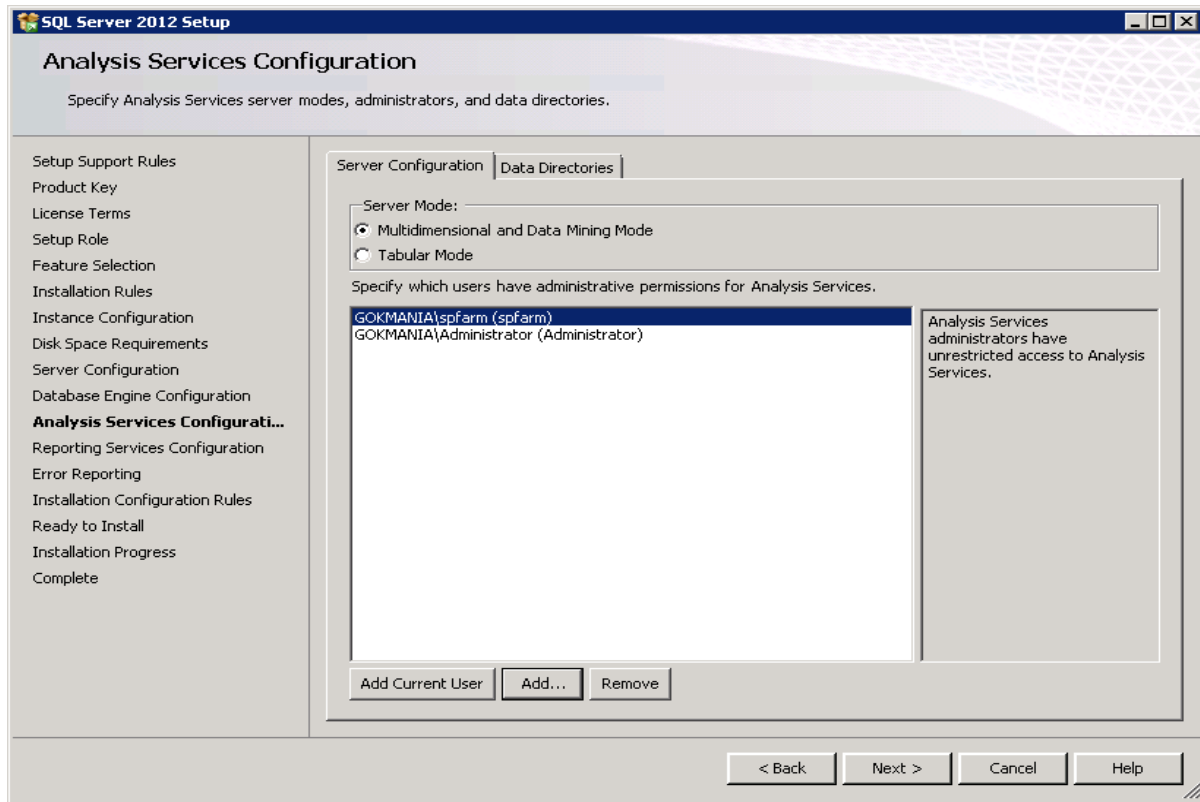 SQL Server 2012 Setup
Analysis Services Configuration
Specify Analysis Services server modes, administrators, and data directories.
Setup Support Rules
Product Key
License Terms
Setup Role
Feature Selection
Installation Rules
Instance Configuration
Disk Space Requirements
Server Configuration
Database Engine Configuration
Analysis Services Configurati...
Reporting Services Configuration
Error Reporting
Installation Configuration Rules
Ready to Install
Installation Progress
Complete
Server Configuration
Data Directories
Server Mode:
Multidimensional and Data Mining Mode
Tabular Mode
Specify which users have administrative permissions for Analysis Services.
GOKMANIA\spfarm (spfarm)
GOKMANIA\Administrator (Administrator)
Analysis Services
administrators have
unrestricted access to Analysis
Services.
Add Current User
Add...
Remove
< Back
Next >
Cancel
Help